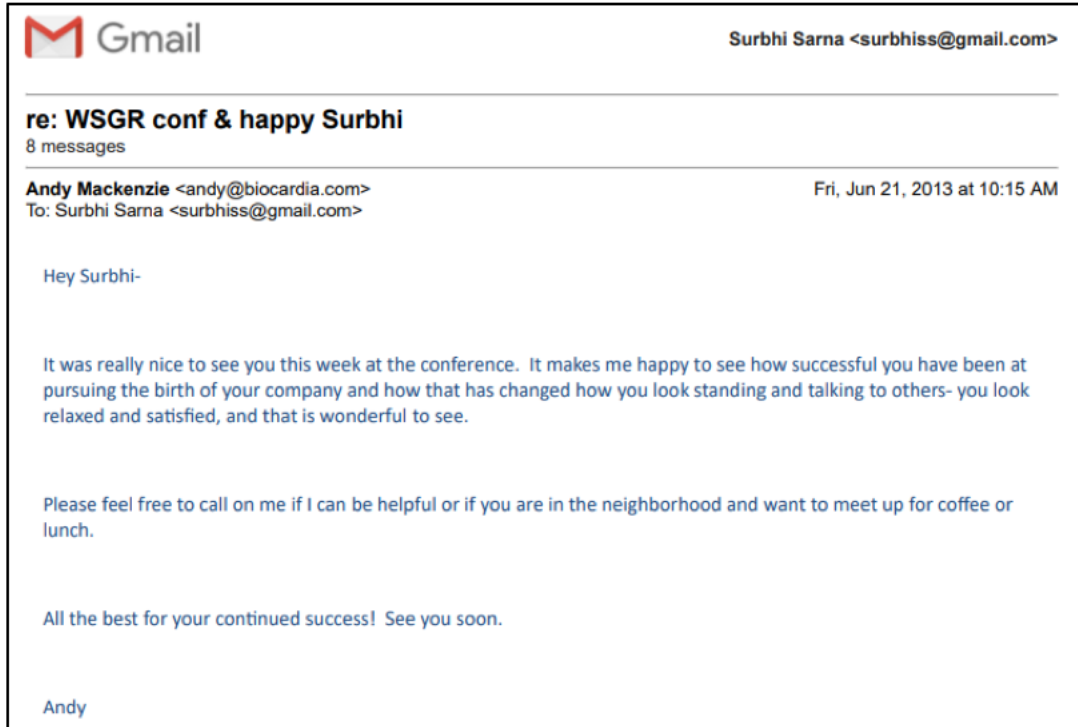 Gmail
Surbhi Sarna <surbhiss@gmail.com>
re: WSGR conf & happy Surbhi
8 messages
Andy Mackenzie <andy@biocardia.com>
Fri, Jun 21, 2013 at 10:15 AM
To: Surbhi Sarna <surbhiss@gmail.com>
Hey Surbhi-
It was really nice to see you this week at the conference.  It makes me happy to see how successful you have been at
pursuing the birth of your company and how that has changed how you look standing and talking to others- you look
relaxed and satisfied, and that is wonderful to see.
Please feel free to call on me if I can be helpful or if you are in the neighborhood and want to meet up for coffee or
lunch.
All the best for your continued success!  See you soon.
Andy